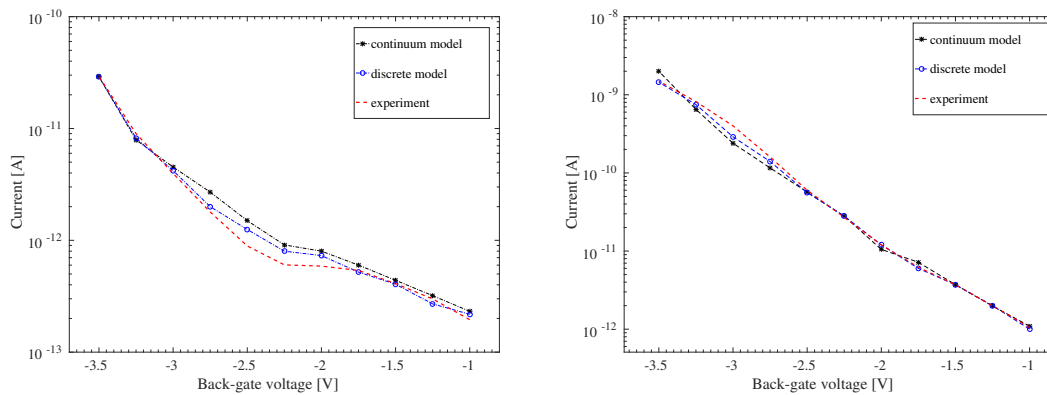 10^-10
10^-11
10^-12
10^-13
Current [A]
-3.5 -3 -2.5 -2 -1.5 -1
Back-gate voltage [V]
continuum model
discrete model
experiment
10^-8
10^-9
10^-10
10^-11
10^-12
Current [A]
-3.5 -3 -2.5 -2 -1.5 -1
Back-gate voltage [V]
continuum model
discrete model
experiment